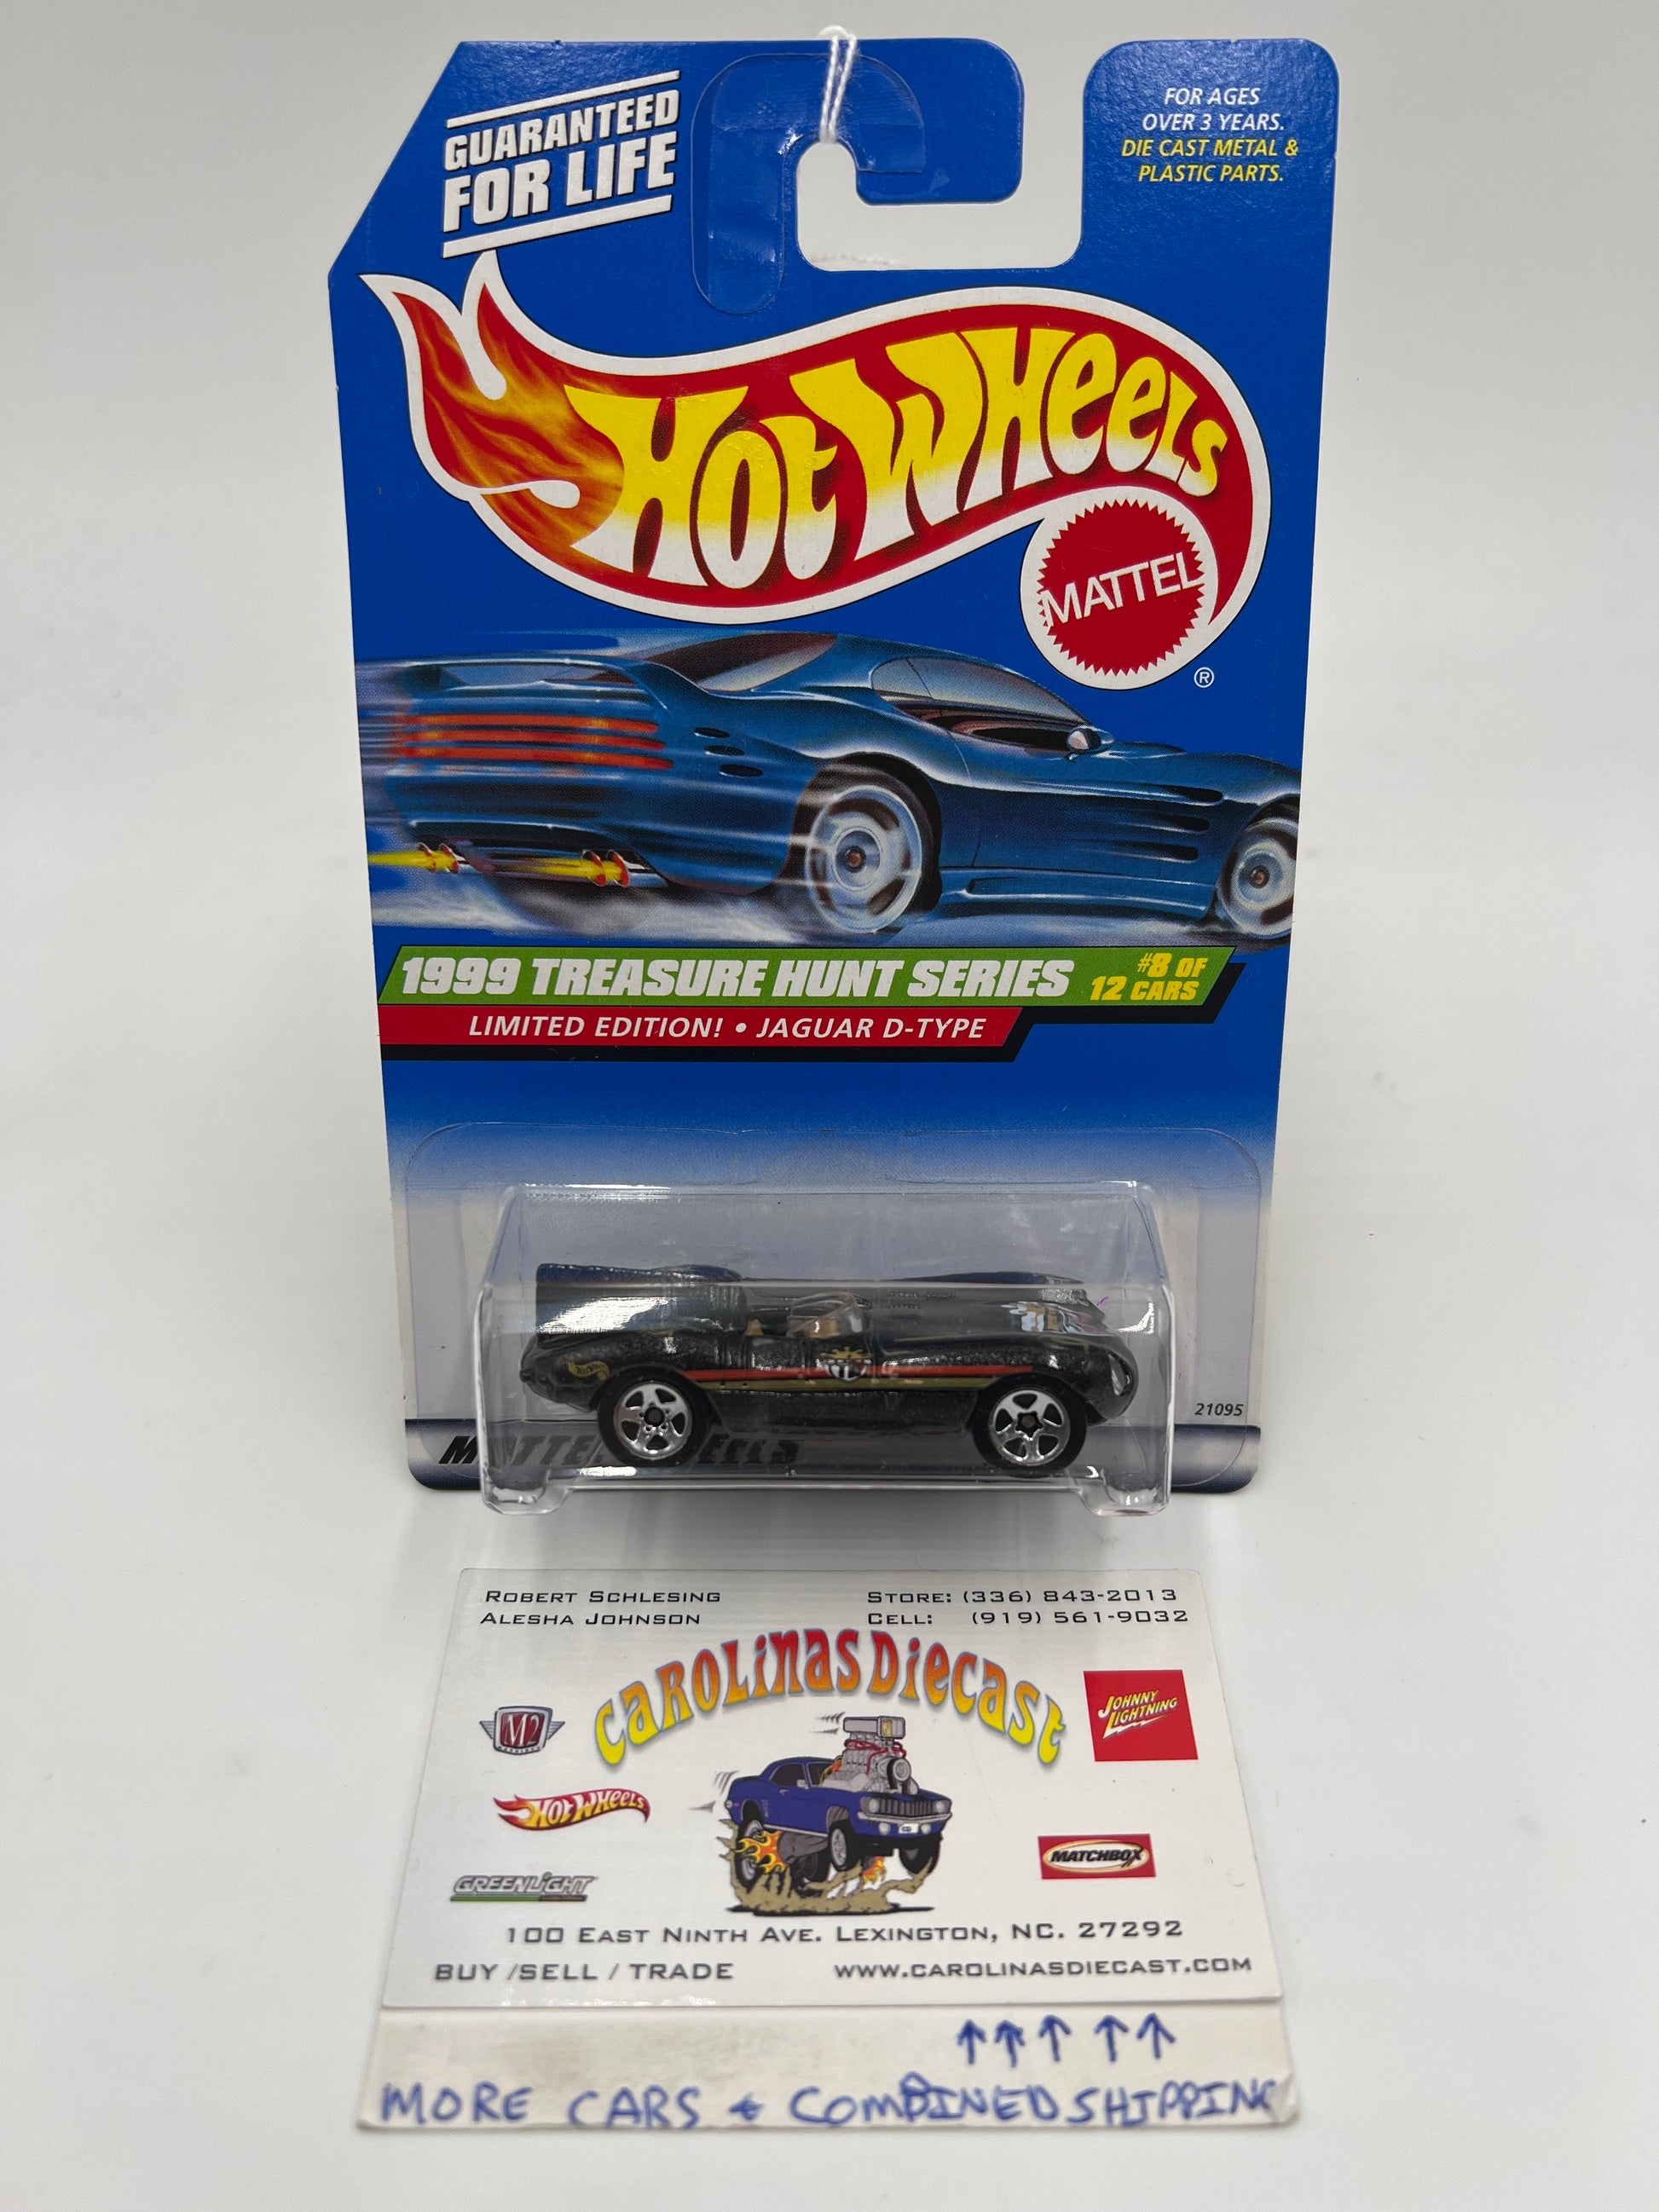 GUARANTEED
FOR LIFE
FOR AGES
OVER 3 YEARS.
DIE CAST METAL &
PLASTIC PARTS.
HOT WHEELS
MATTEL
®
1999 TREASURE HUNT SERIES #8 OF 12 CARS
LIMITED EDITION! • JAGUAR D-TYPE
21095
ROBERT SCHLESING STORE: (336) 843-2013
ALESHA JOHNSON CELL: (919) 561-9032
CAROLINAS DIECAST
M2
JOHNNY LIGHTNING
HOT WHEELS
MATCHBOX
GREENLIGHT
100 EAST NINTH AVE. LEXINGTON, NC. 27292
BUY /SELL / TRADE WWW.CAROLINASDIECAST.COM
MORE CARS & COMBINED SHIPPING